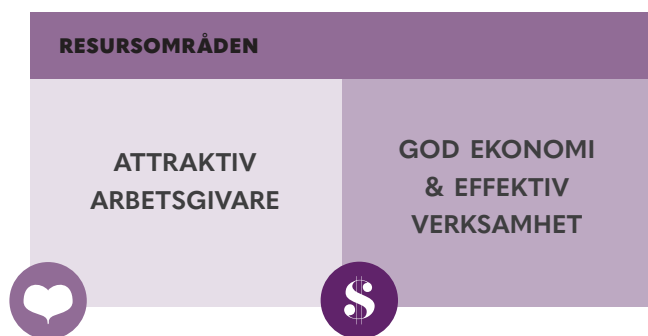 RESURSOMRÅDEN
ATTRAKTIV
ARBETSGIVARE
GOD EKONOMI
& EFFEKTIV
VERKSAMHET
$